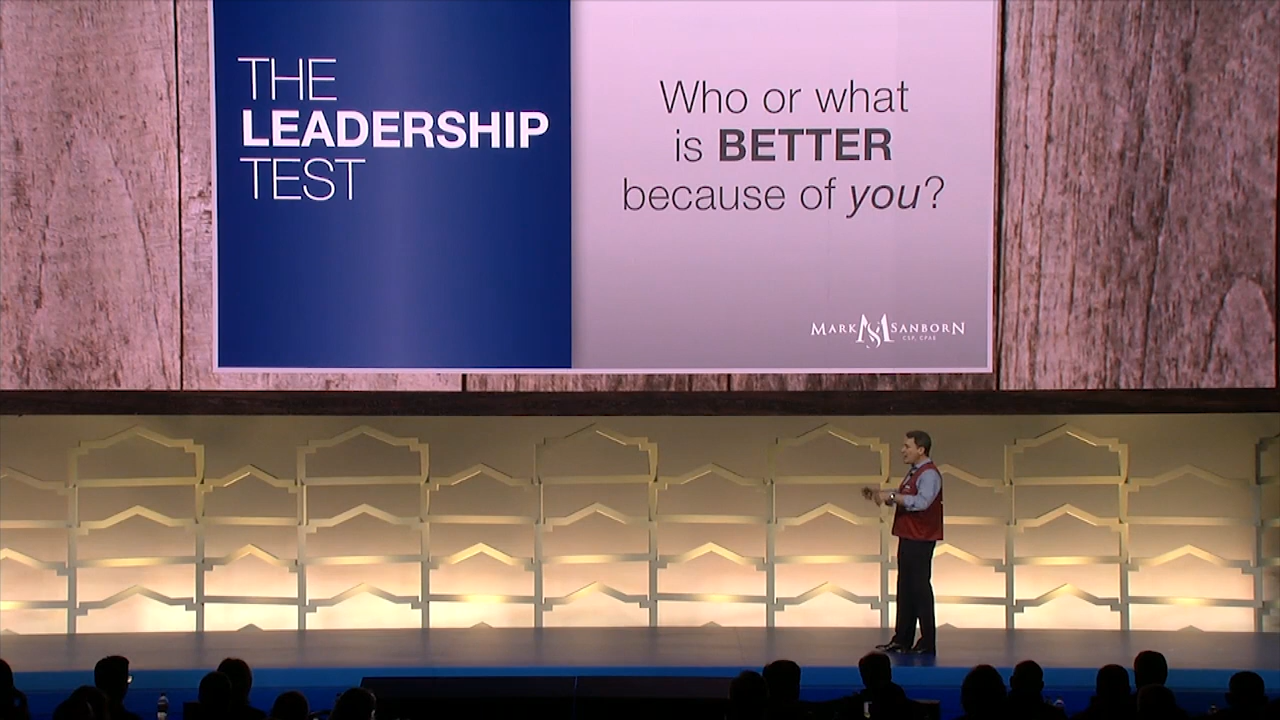 THE
LEADERSHIP
TEST
Who or what
is BETTER
because of you?
MARK SANBORN
CSP, CPAE